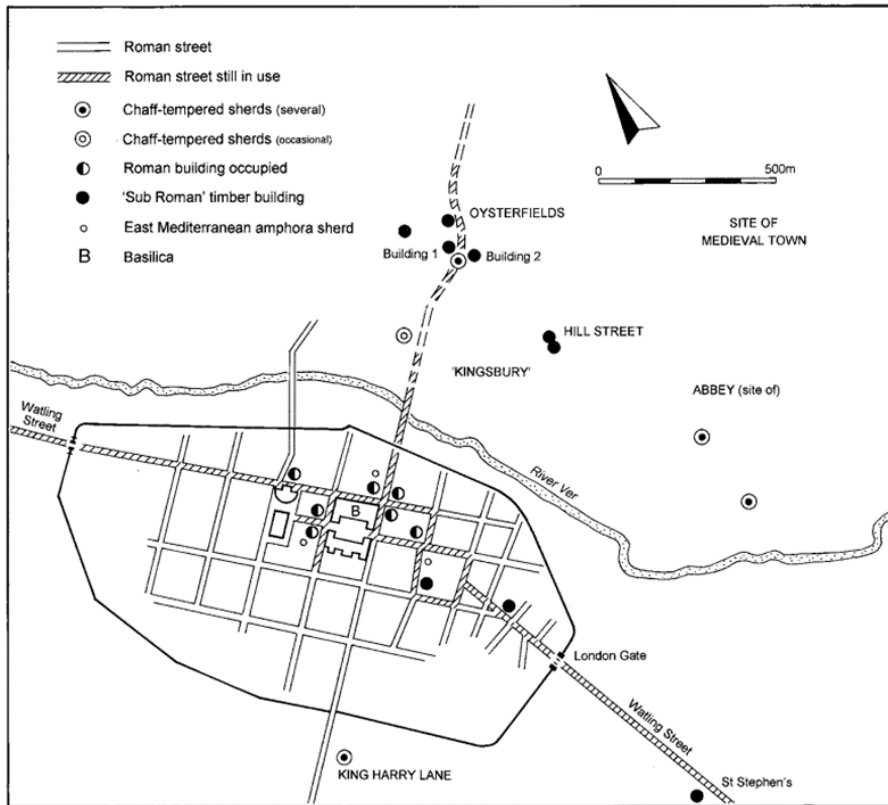 Roman street
Roman street still in use
Chaff-tempered sherds (several)
Chaff-tempered sherds (occasional)
Roman building occupied
'Sub Roman' timber building
East Mediterranean amphora sherd
B Basilica
0 500m
SITE OF
MEDIEVAL TOWN
OYSTERFIELDS
Building 1
Building 2
HILL STREET
'KINGSBURY'
ABBEY (site of)
Watling
Street
River Ver
B
London Gate
Watling Street
KING HARRY LANE
St Stephen's